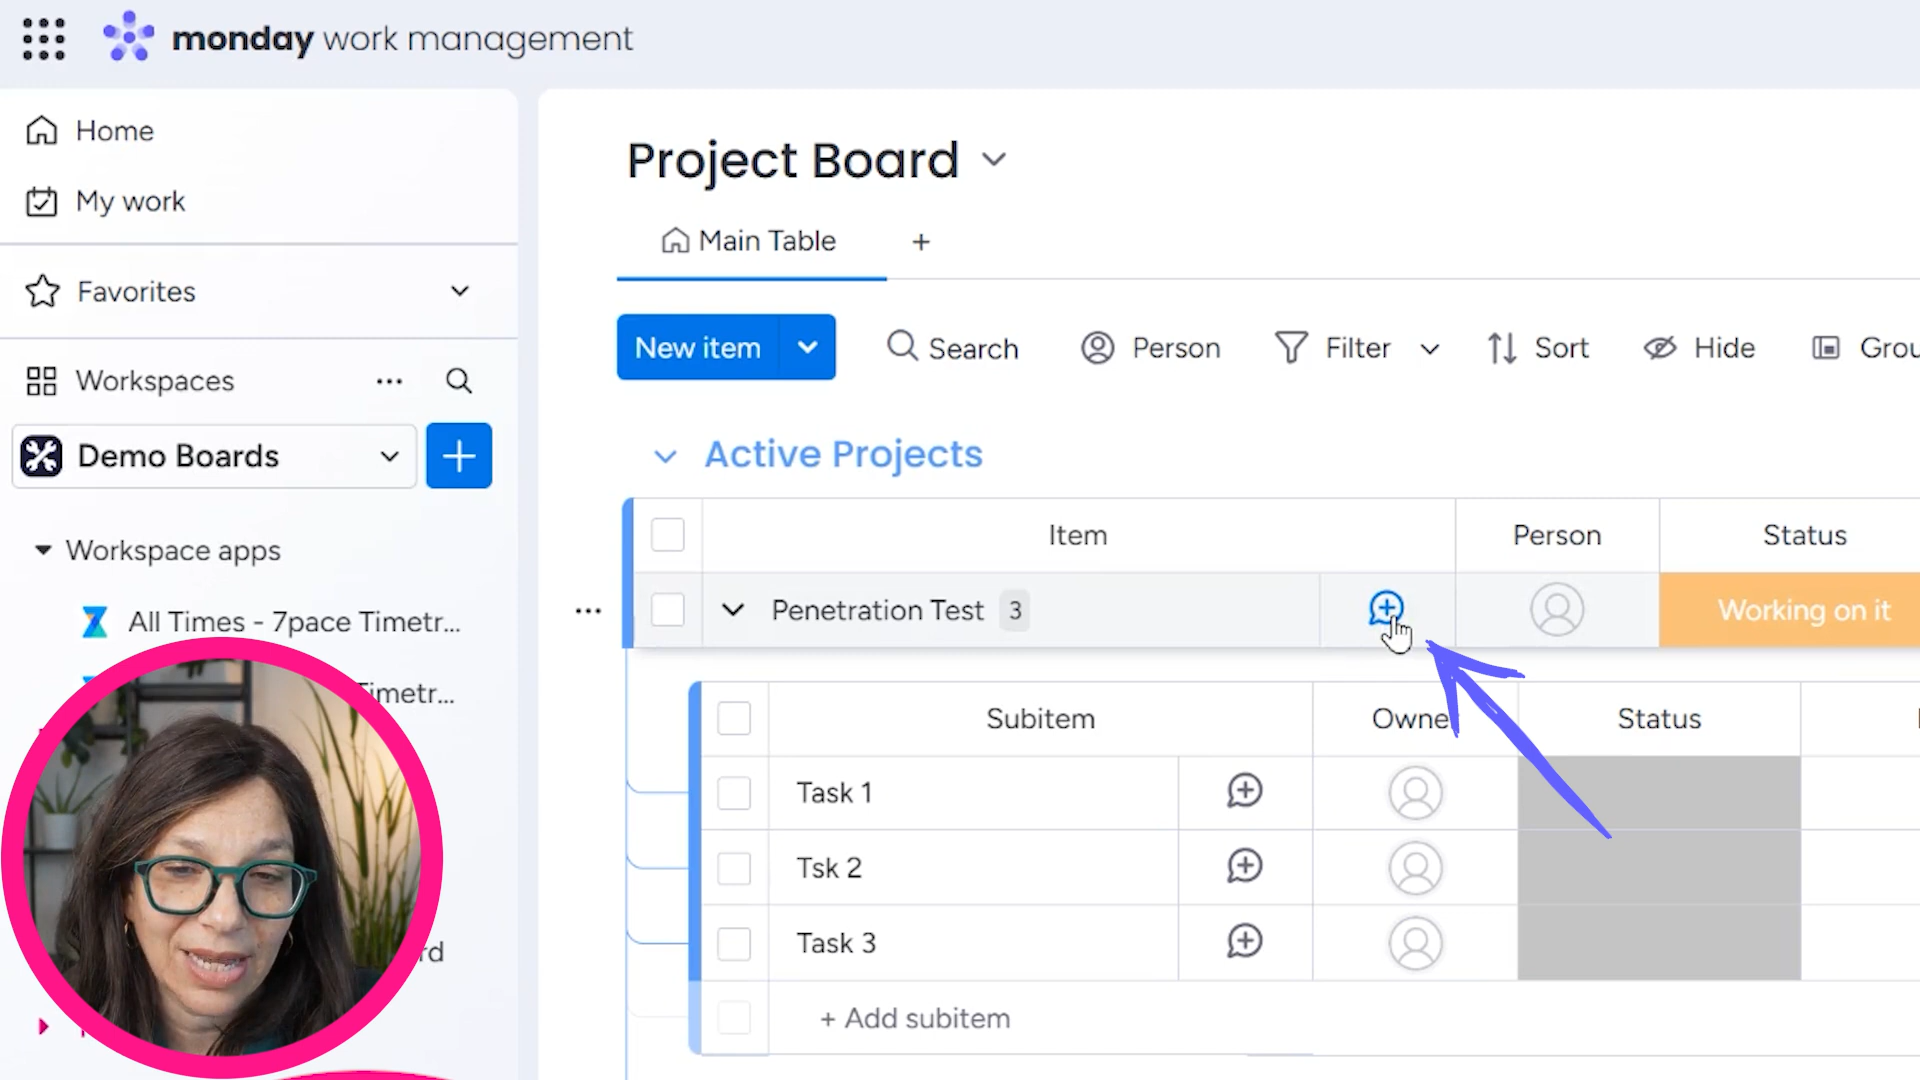 monday work management
Home
My work
Favorites
Workspaces
Demo Boards
Workspace apps
All Times - 7pace Timetr...
Timetr...
Project Board
Main Table +
New item Search Person Filter Sort Hide Grou
Active Projects
Item Person Status
Penetration Test 3 Working on it
Subitem Owner Status
Task 1
Tsk 2
Task 3
+ Add subitem